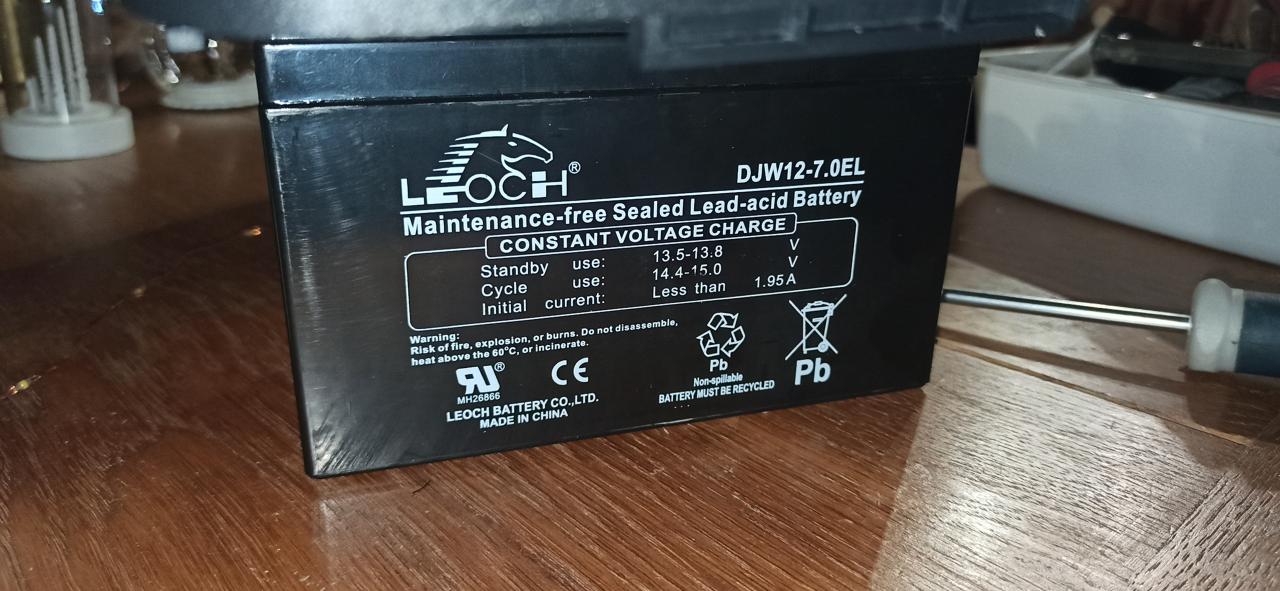 LEOCH®
DJW12-7.0EL
Maintenance-free Sealed Lead-acid Battery
CONSTANT VOLTAGE CHARGE
Standby use: 13.5-13.8 V
Cycle use: 14.4-15.0 V
Initial current: Less than 1.95A
Warning:
Risk of fire, explosion, or burns. Do not disassemble,
heat above the 60°C, or incinerate.
RU® CE
MH26866
LEOCH BATTERY CO.,LTD.
MADE IN CHINA
Pb
Non-spillable
BATTERY MUST BE RECYCLED
Pb